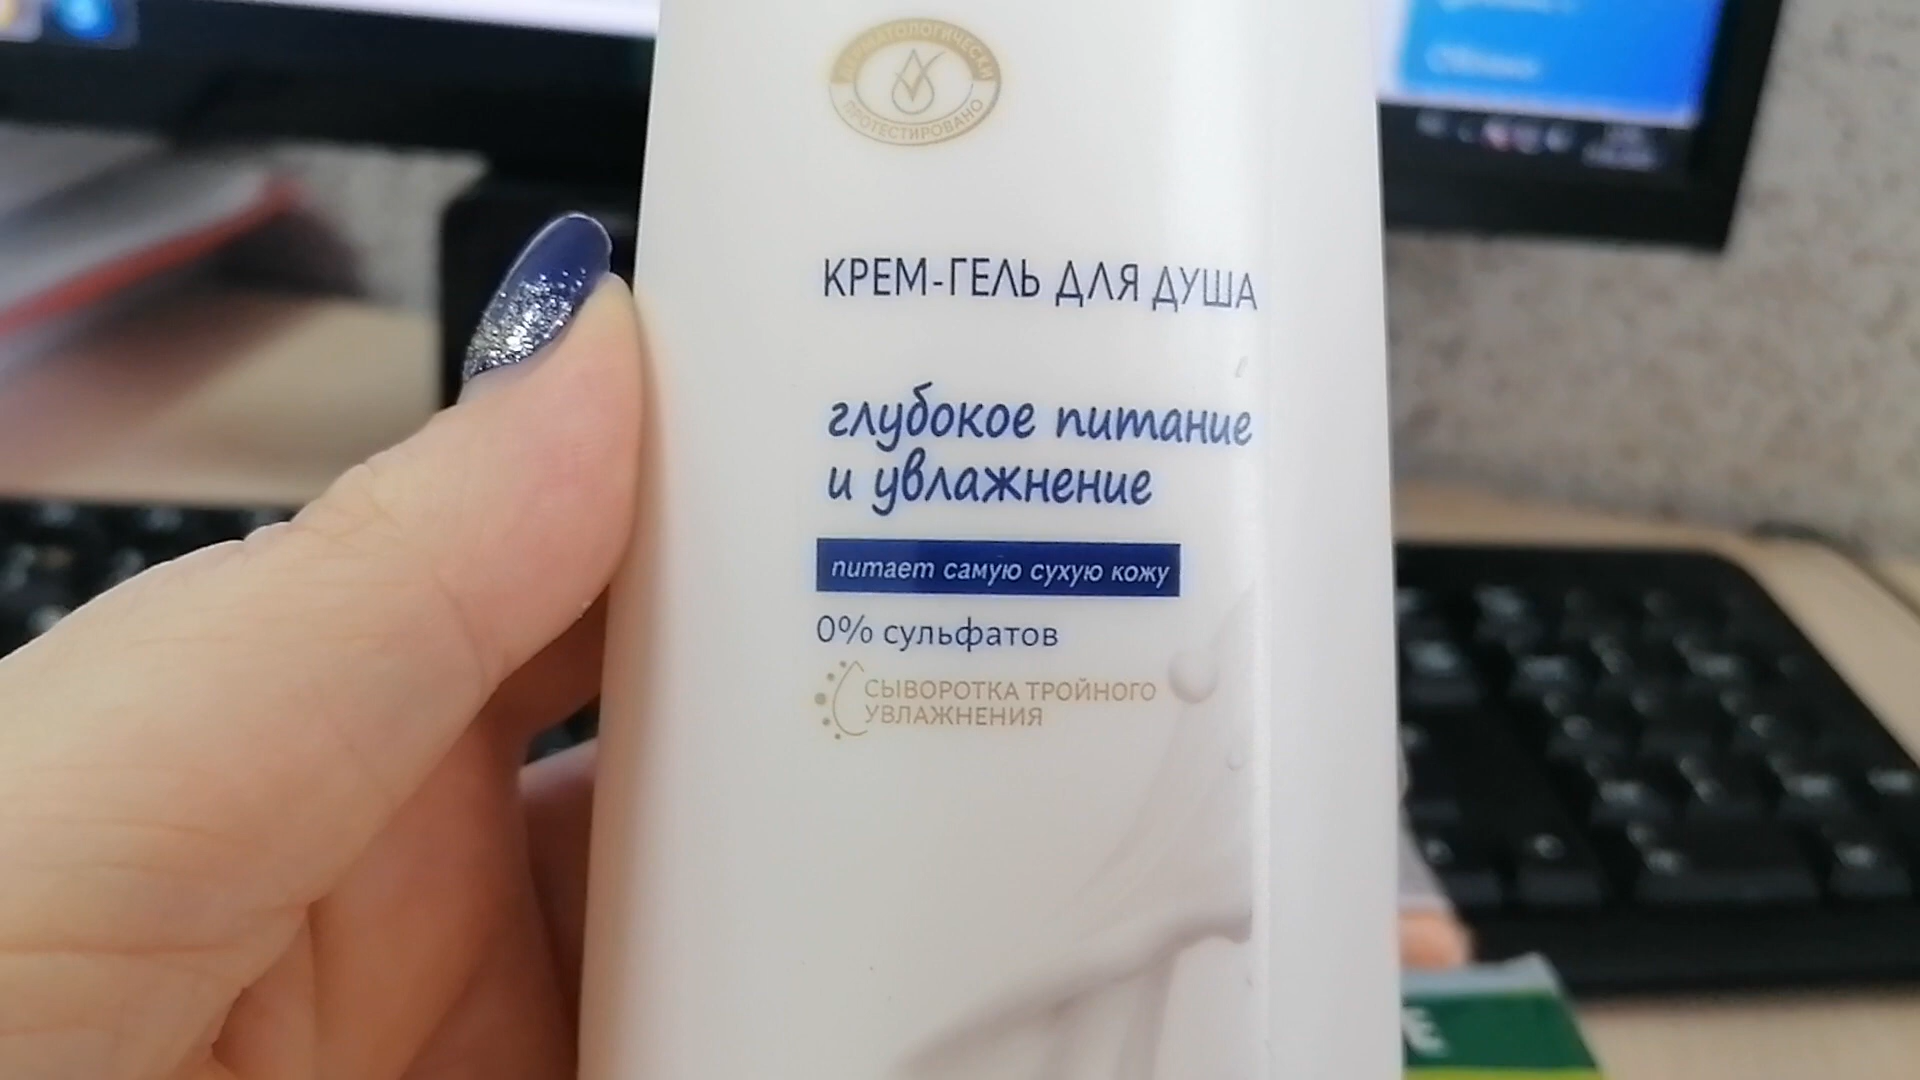 ДЕРМАТОЛОГИЧЕСКИ
ПРОТЕСТИРОВАНО
КРЕМ-ГЕЛЬ ДЛЯ ДУША
глубокое питание
и увлажнение
питает самую сухую кожу
0% сульфатов
СЫВОРОТКА ТРОЙНОГО
УВЛАЖНЕНИЯ